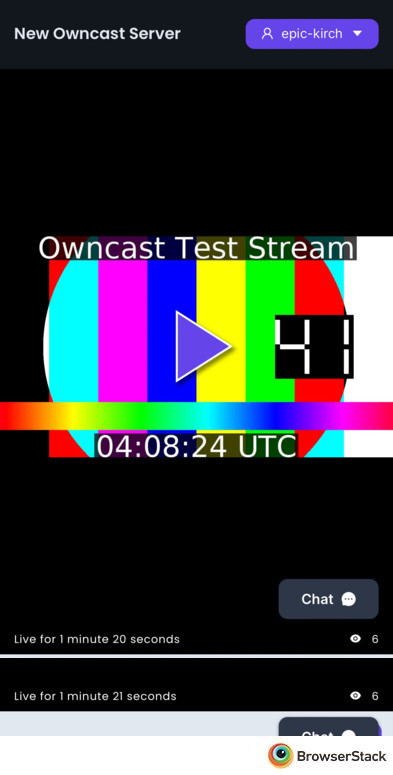 New Owncast Server
epic-kirch
Owncast Test Stream
41
04:08:24 UTC
Chat
Live for 1 minute 20 seconds 6
Live for 1 minute 21 seconds 6
Chat
BrowserStack